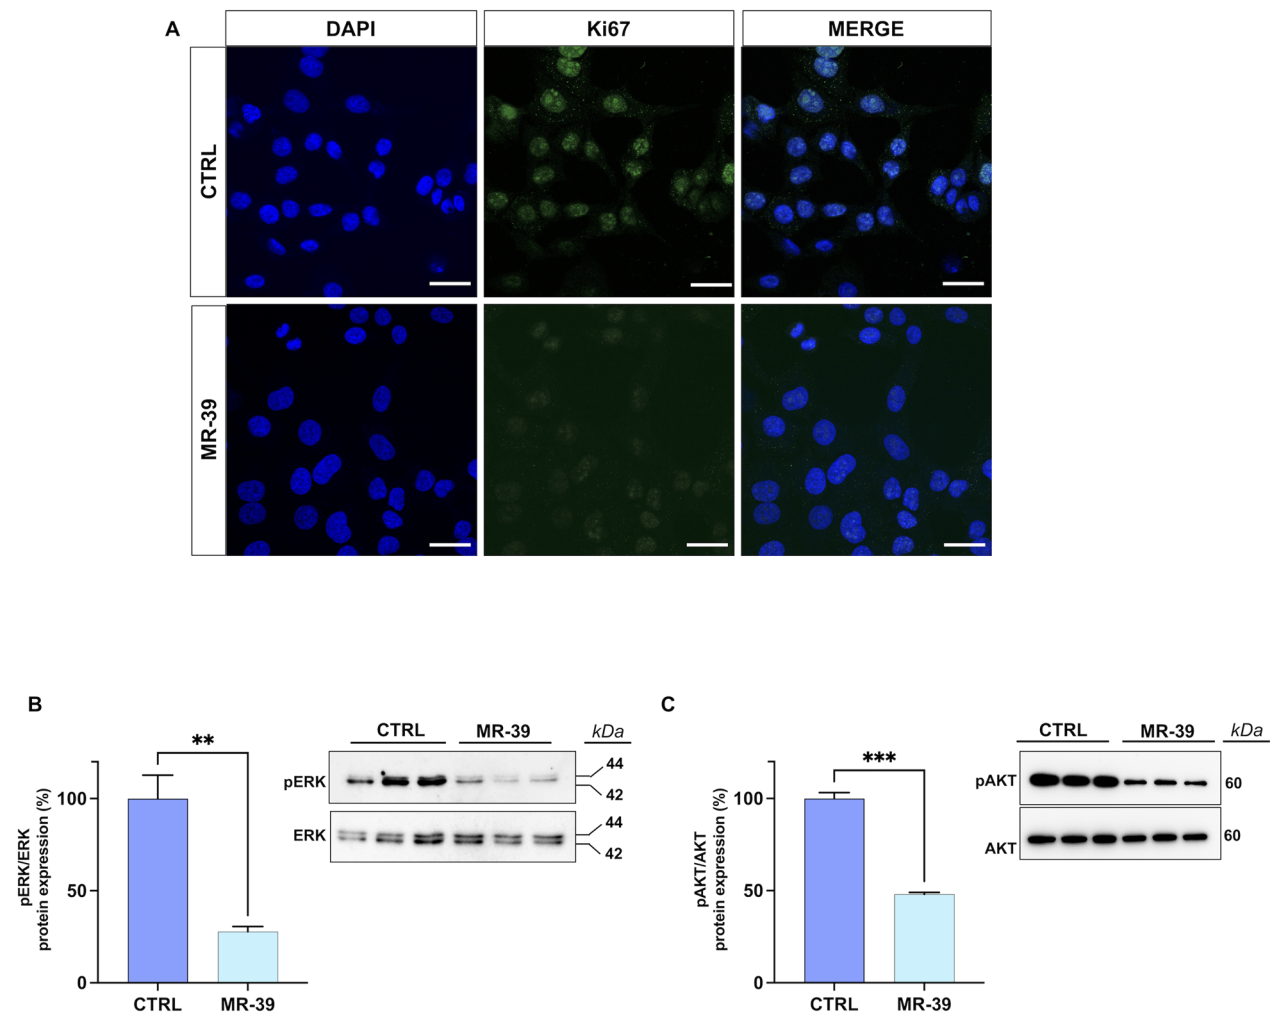 A
DAPI
Ki67
MERGE
CTRL
MR-39
B
**
100
50
0
pERK/ERK
protein expression (%)
CTRL
MR-39
CTRL
MR-39
kDa
pERK
44
42
ERK
44
42
C
***
100
50
0
pAKT/AKT
protein expression (%)
CTRL
MR-39
CTRL
MR-39
kDa
pAKT
60
AKT
60